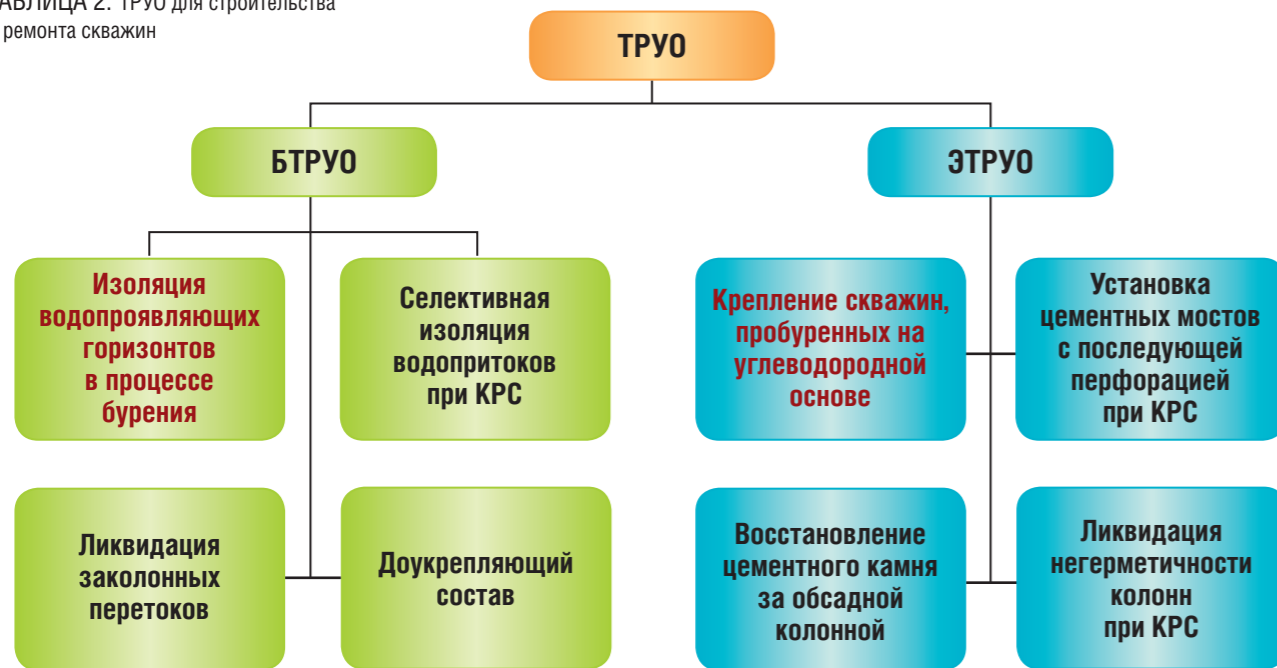 АБЛИЦА 2. ТРУО для строительства
ремонта скважин
ТРУО
БТРУО
ЭТРУО
Изоляция
водопроявляющих
горизонтов
в процессе
бурения
Селективная
изоляция
водопритоков
при КРС
Крепление скважин,
пробуренных на
углеводородной
основе
Установка
цементных мостов
с последующей
перфорацией
при КРС
Ликвидация
заколонных
перетоков
Доукрепляющий
состав
Восстановление
цементного камня
за обсадной
колонной
Ликвидация
негерметичности
колонн
при КРС